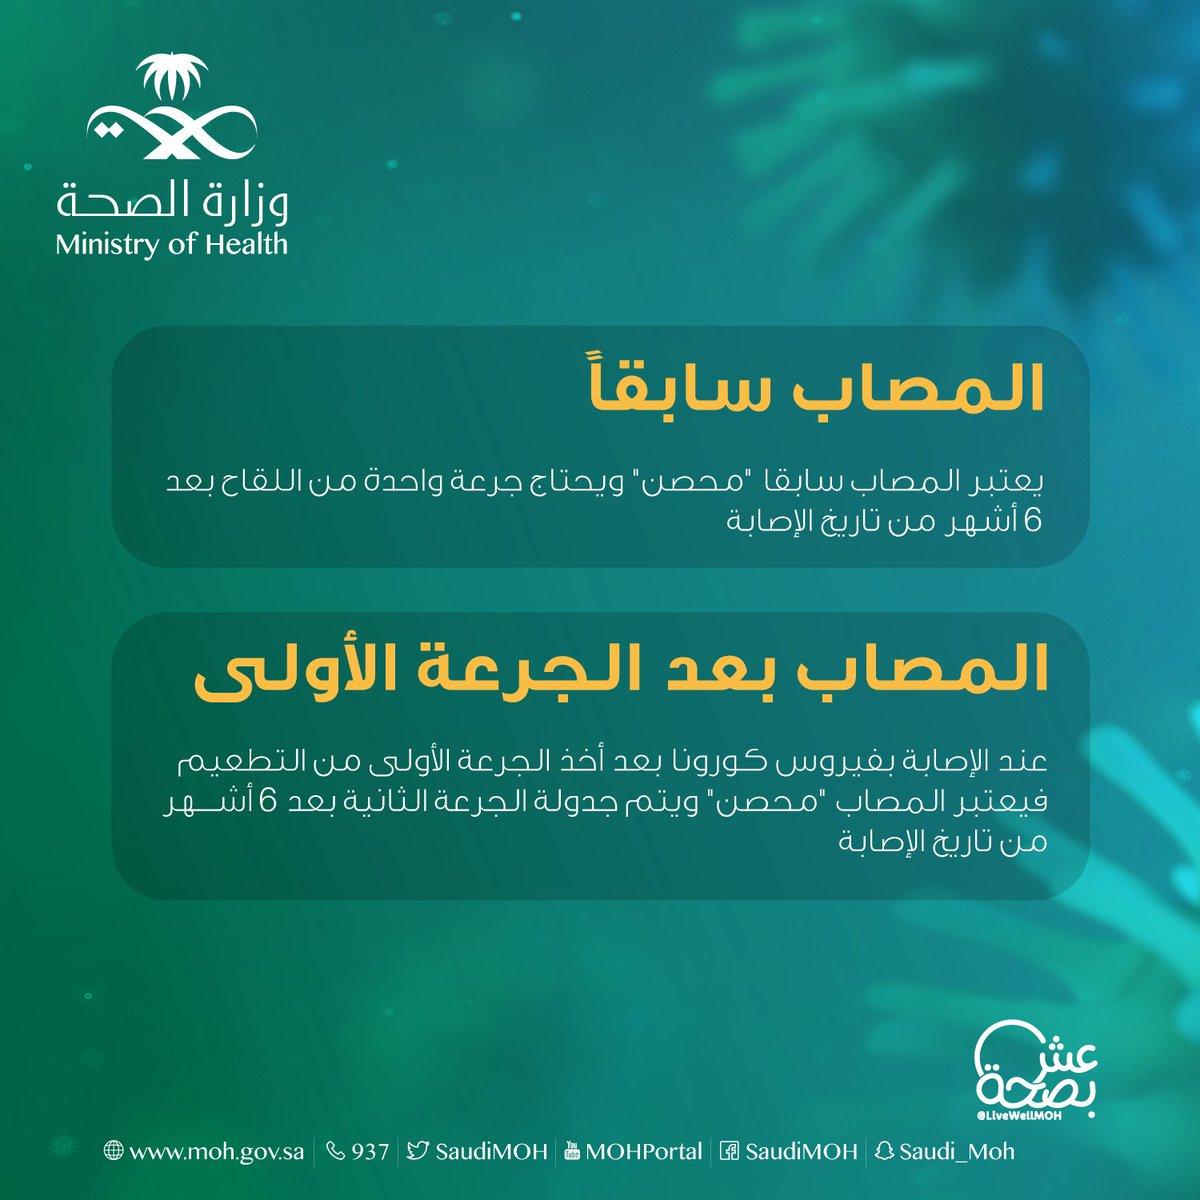 وزارة الصحة
Ministry of Health
المصاب سابقاً
يعتبر المصاب سابقا "محصن" ويحتاج جرعة واحدة من اللقاح بعد
6 أشهر من تاريخ الإصابة
المصاب بعد الجرعة الأولى
عند الإصابة بفيروس كورونا بعد أخذ الجرعة الأولى من التطعيم
فيعتبر المصاب "محصن" ويتم جدولة الجرعة الثانية بعد 6 أشهر
من تاريخ الإصابة
عش
بصحة
@LiveWellMOH
www.moh.gov.sa 937 SaudiMOH You Tube MOHPortal SaudiMOH Saudi_Moh